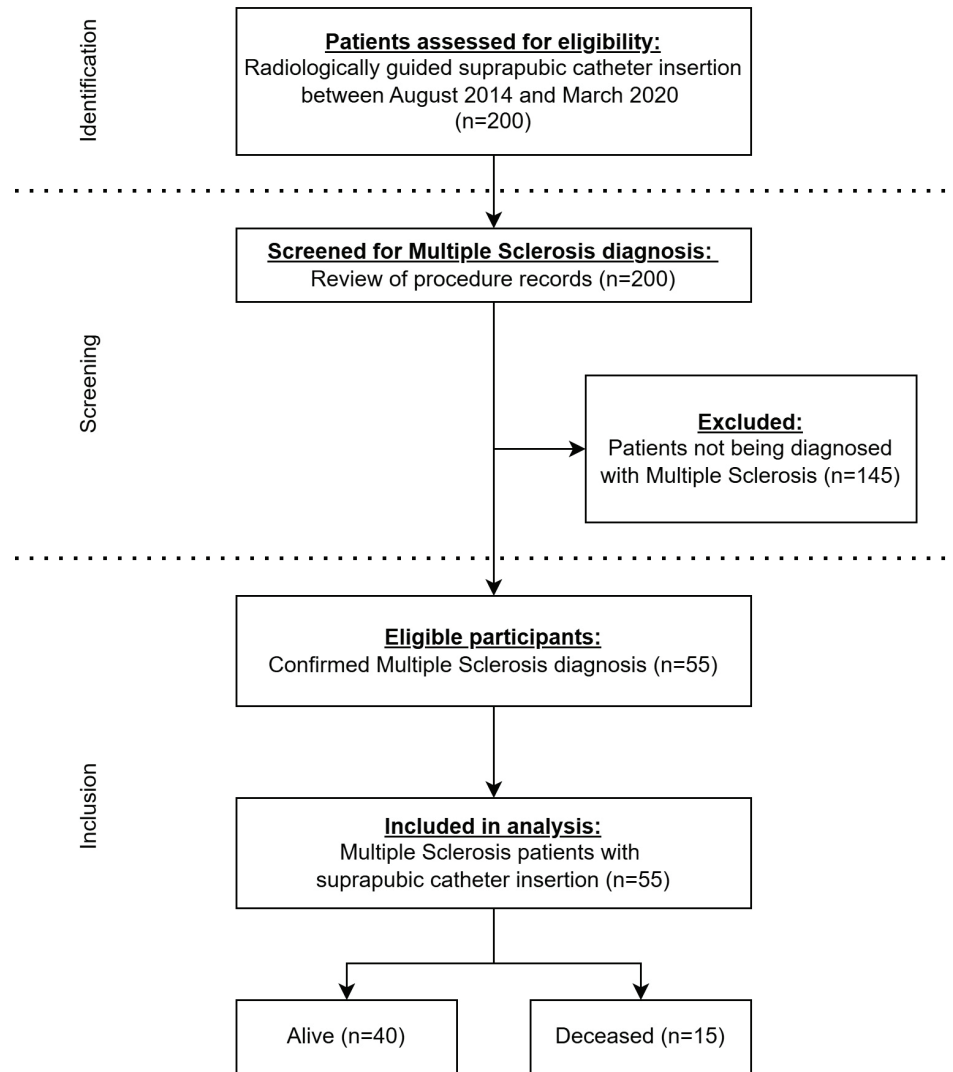 Identification
Patients assessed for eligibility:
Radiologically guided suprapubic catheter insertion
between August 2014 and March 2020
(n=200)
Screening
Screened for Multiple Sclerosis diagnosis:
Review of procedure records (n=200)
Excluded:
Patients not being diagnosed
with Multiple Sclerosis (n=145)
Inclusion
Eligible participants:
Confirmed Multiple Sclerosis diagnosis (n=55)
Included in analysis:
Multiple Sclerosis patients with
suprapubic catheter insertion (n=55)
Alive (n=40)
Deceased (n=15)